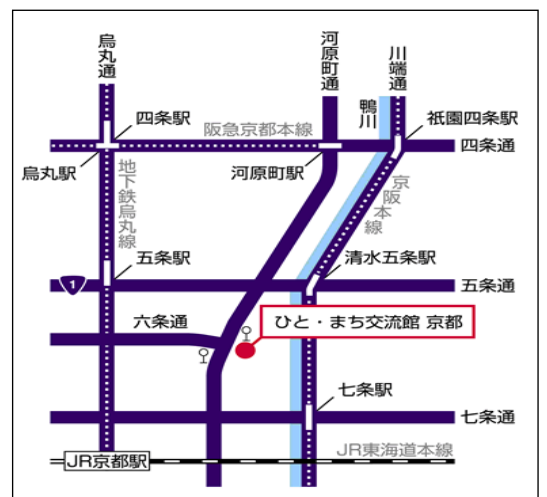 烏丸通
河原町通
川端通
鴨川
四条駅
阪急京都本線
祇園四条駅
四条通
烏丸駅
地下鉄烏丸線
河原町駅
京阪本線
五条駅
清水五条駅
1
五条通
六条通
ひと・まち交流館 京都
七条駅
七条通
JR東海道本線
JR京都駅